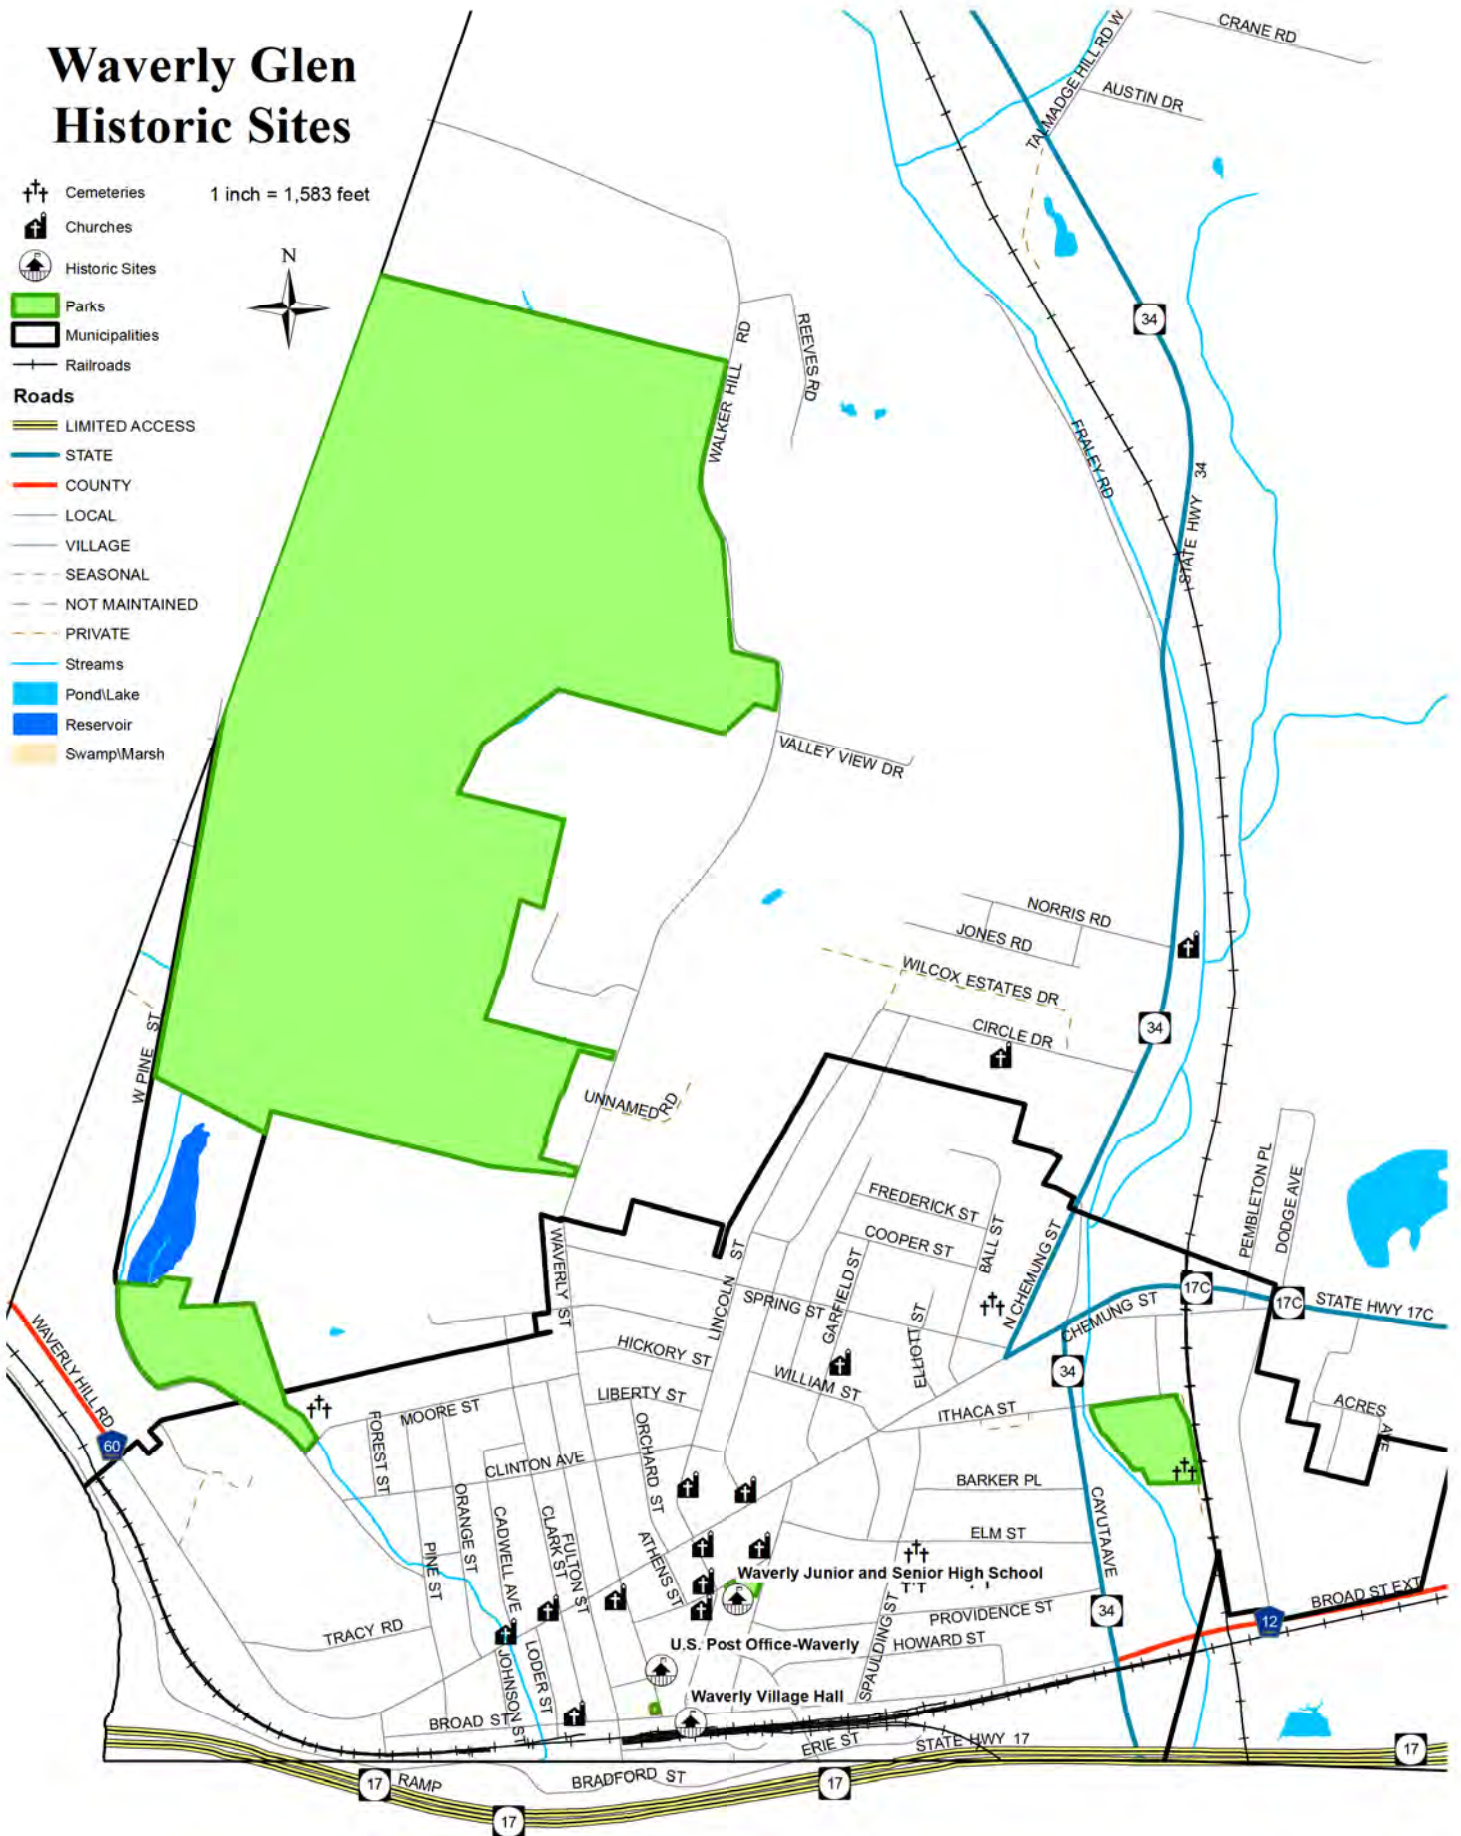 Waverly Glen
Historic Sites
Cemeteries
1 inch = 1,583 feet
Churches
Historic Sites
N
Parks
Municipalities
Railroads
Roads
LIMITED ACCESS
STATE
COUNTY
LOCAL
VILLAGE
SEASONAL
NOT MAINTAINED
PRIVATE
Streams
Pond\Lake
Reservoir
Swamp\Marsh
CRANE RD
TALMADGE HILL RD W
AUSTIN DR
34
WALKER HILL RD
REEVES RD
FRALEY RD
STATE HWY 34
VALLEY VIEW DR
NORRIS RD
JONES RD
WILCOX ESTATES DR
34
CIRCLE DR
W PINE ST
UNNAMED RD
FREDERICK ST
COOPER ST
BALL ST
PEMBLETON PL
DODGE AVE
WAVERLY ST
LINCOLN ST
GARFIELD ST
N CHEMUNG ST
SPRING ST
ELLIOTT ST
CHEMUNG ST
17C
17C
STATE HWY 17C
WAVERLY HILL RD
HICKORY ST
WILLIAM ST
34
LIBERTY ST
ITHACA ST
ACRES
AVE
MOORE ST
FOREST ST
ORCHARD ST
60
CLINTON AVE
BARKER PL
ORANGE ST
CADWELL AVE
CLARK ST
FULTON ST
ATHENS ST
ELM ST
CAYUTA AVE
PINE ST
Waverly Junior and Senior High School
BROAD ST EXT
PROVIDENCE ST
34
12
TRACY RD
U.S. Post Office-Waverly
HOWARD ST
SPAULDING ST
JOHNSON ST
LODER ST
Waverly Village Hall
BROAD ST
ERIE ST
STATE HWY 17
17
RAMP
17
BRADFORD ST
17
17